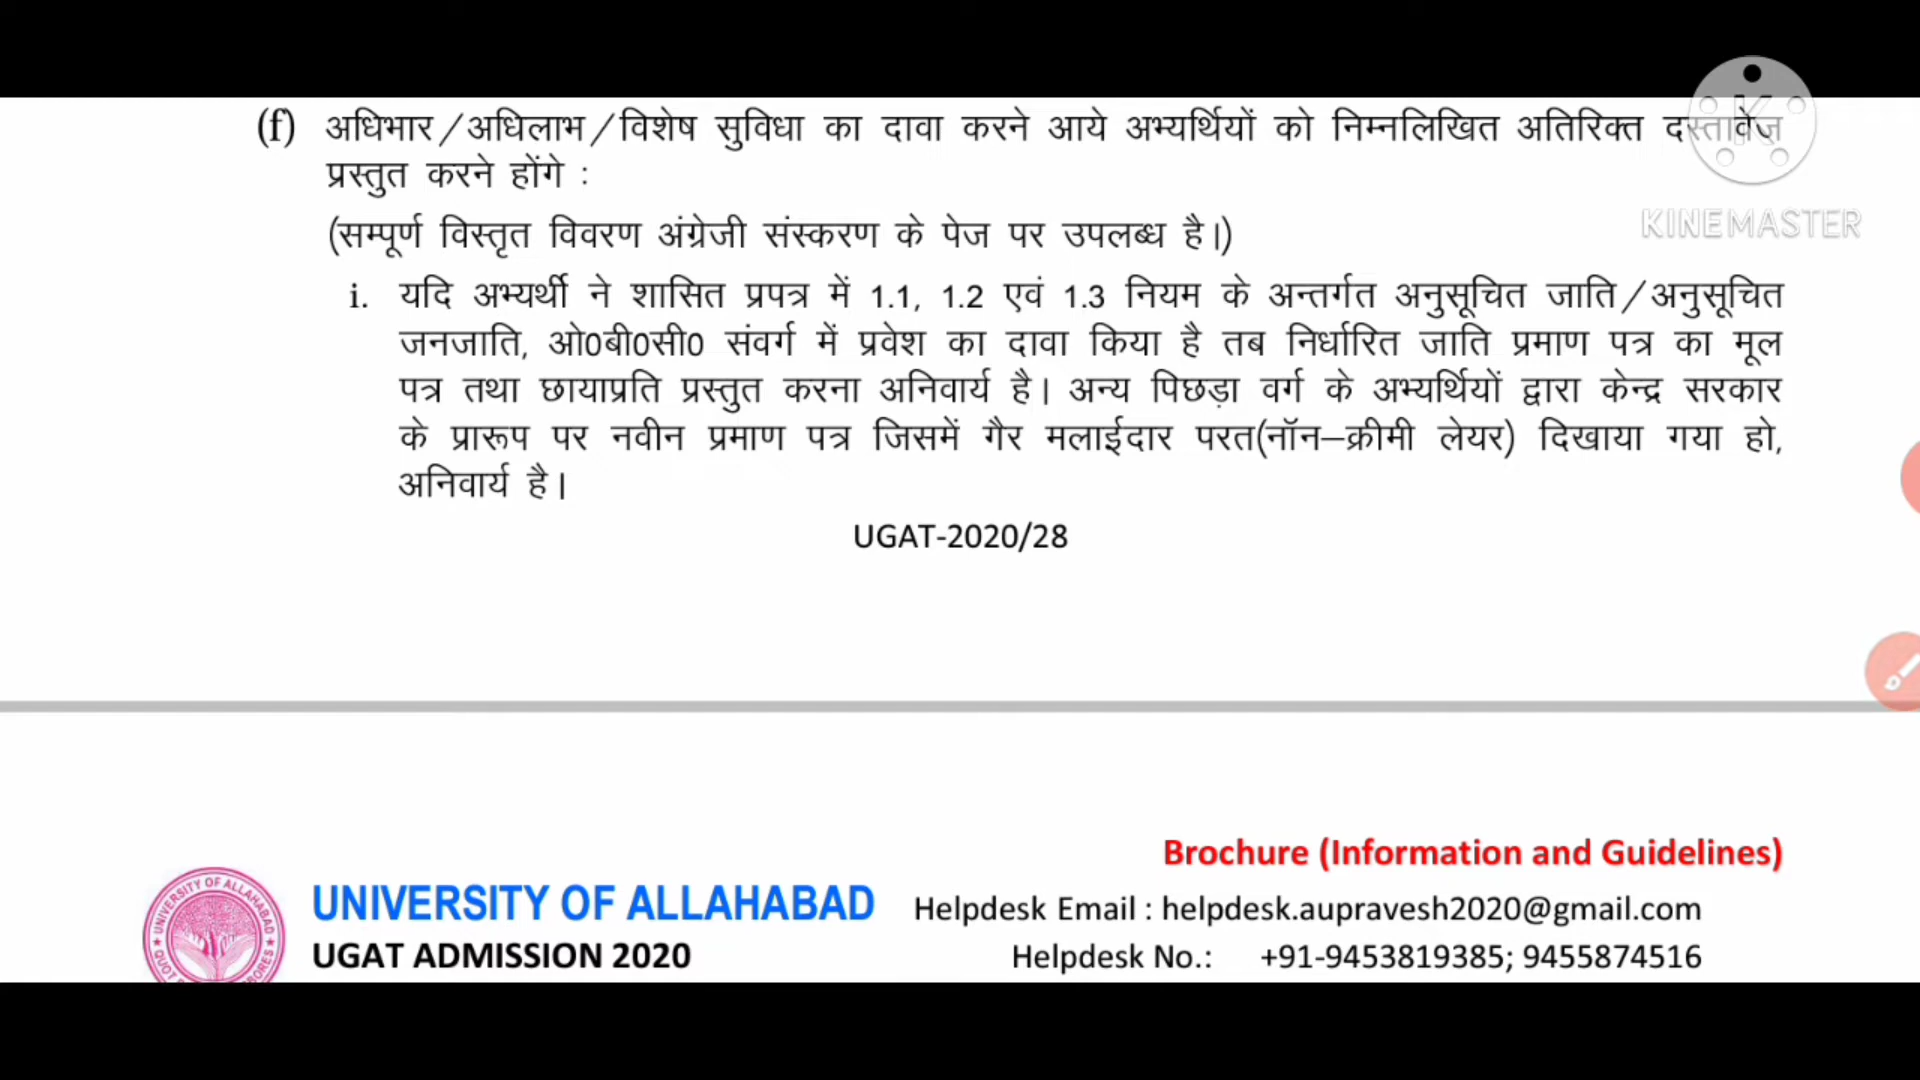 (f) अधिभार/अधिलाभ/विशेष सुविधा का दावा करने आये अभ्यर्थियों को निम्नलिखित अतिरिक्त दस्तावेज़
प्रस्तुत करने होंगे :
(सम्पूर्ण विस्तृत विवरण अंग्रेजी संस्करण के पेज पर उपलब्ध है।)
i. यदि अभ्यर्थी ने शासित प्रपत्र में 1.1, 1.2 एवं 1.3 नियम के अन्तर्गत अनुसूचित जाति/अनुसूचित
जनजाति, ओ0बी0सी0 संवर्ग में प्रवेश का दावा किया है तब निर्धारित जाति प्रमाण पत्र का मूल
पत्र तथा छायाप्रति प्रस्तुत करना अनिवार्य है। अन्य पिछड़ा वर्ग के अभ्यर्थियों द्वारा केन्द्र सरकार
के प्रारूप पर नवीन प्रमाण पत्र जिसमें गैर मलाईदार परत(नॉन–क्रीमी लेयर) दिखाया गया हो,
अनिवार्य है।
K
KINEMASTER
UGAT-2020/28
Brochure (Information and Guidelines)
UNIVERSITY OF ALLAHABAD
Helpdesk Email : helpdesk.aupravesh2020@gmail.com
UGAT ADMISSION 2020
Helpdesk No.: +91-9453819385; 9455874516
UNIVERSITY OF ALLAHABAD
QUOT